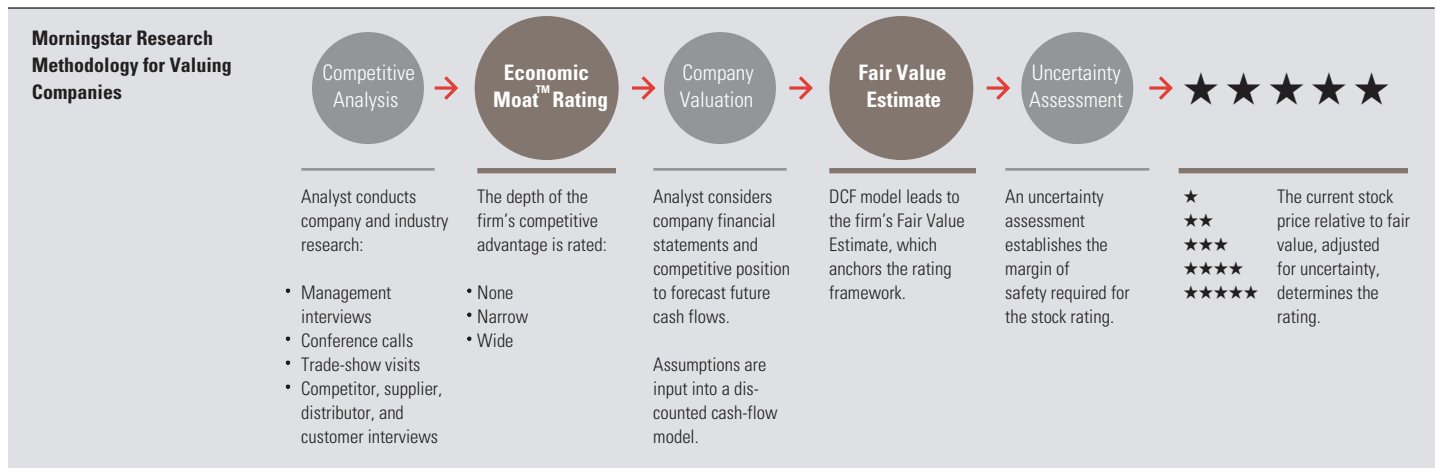 Morningstar Research
Methodology for Valuing
Companies
Competitive
Analysis
Economic
Moat™ Rating
Company
Valuation
Fair Value
Estimate
Uncertainty
Assessment
★ ★ ★ ★ ★
Analyst conducts
company and industry
research:
• Management
interviews
• Conference calls
• Trade-show visits
• Competitor, supplier,
distributor, and
customer interviews
The depth of the
firm's competitive
advantage is rated:
• None
• Narrow
• Wide
Analyst considers
company financial
statements and
competitive position
to forecast future
cash flows.
Assumptions are
input into a dis-
counted cash-flow
model.
DCF model leads to
the firm's Fair Value
Estimate, which
anchors the rating
framework.
An uncertainty
assessment
establishes the
margin of
safety required for
the stock rating.
★
★★
★★★
★★★★
★★★★★
The current stock
price relative to fair
value, adjusted
for uncertainty,
determines the
rating.